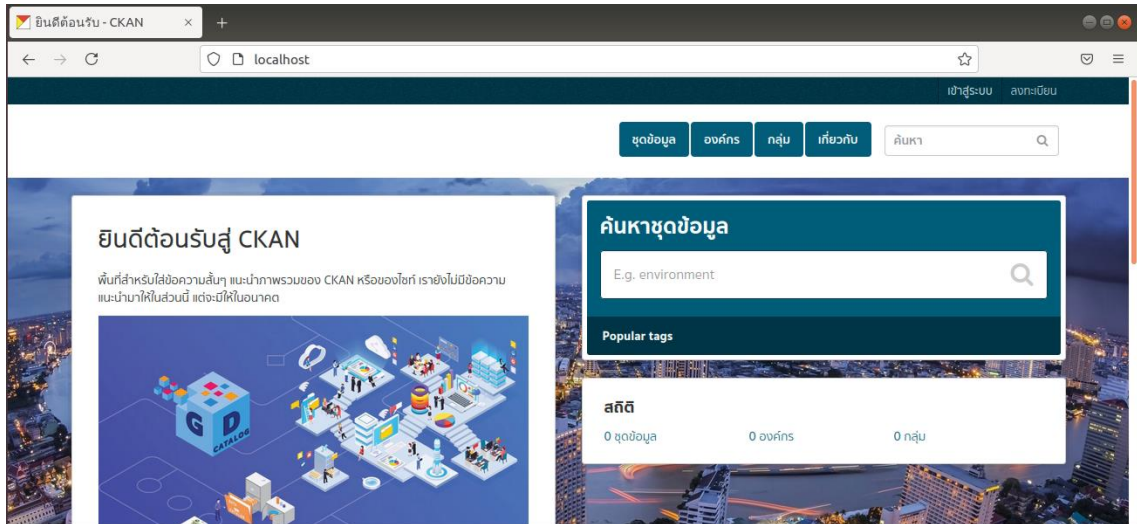 ยินดีต้อนรับ - CKAN
localhost
เข้าสู่ระบบ ลงทะเบียน
ชุดข้อมูล องค์กร กลุ่ม เกี่ยวกับ ค้นหา
ยินดีต้อนรับสู่ CKAN
พื้นที่สำหรับใส่ข้อความสั้นๆ แนะนำภาพรวมของ CKAN หรือของไซท์ เรายังไม่มีข้อความ
แนะนำมาให้ในส่วนนี้ แต่จะมีให้ในอนาคต
G D
CATALOG
ค้นหาชุดข้อมูล
E.g. environment
Popular tags
สถิติ
0 ชุดข้อมูล 0 องค์กร 0 กลุ่ม